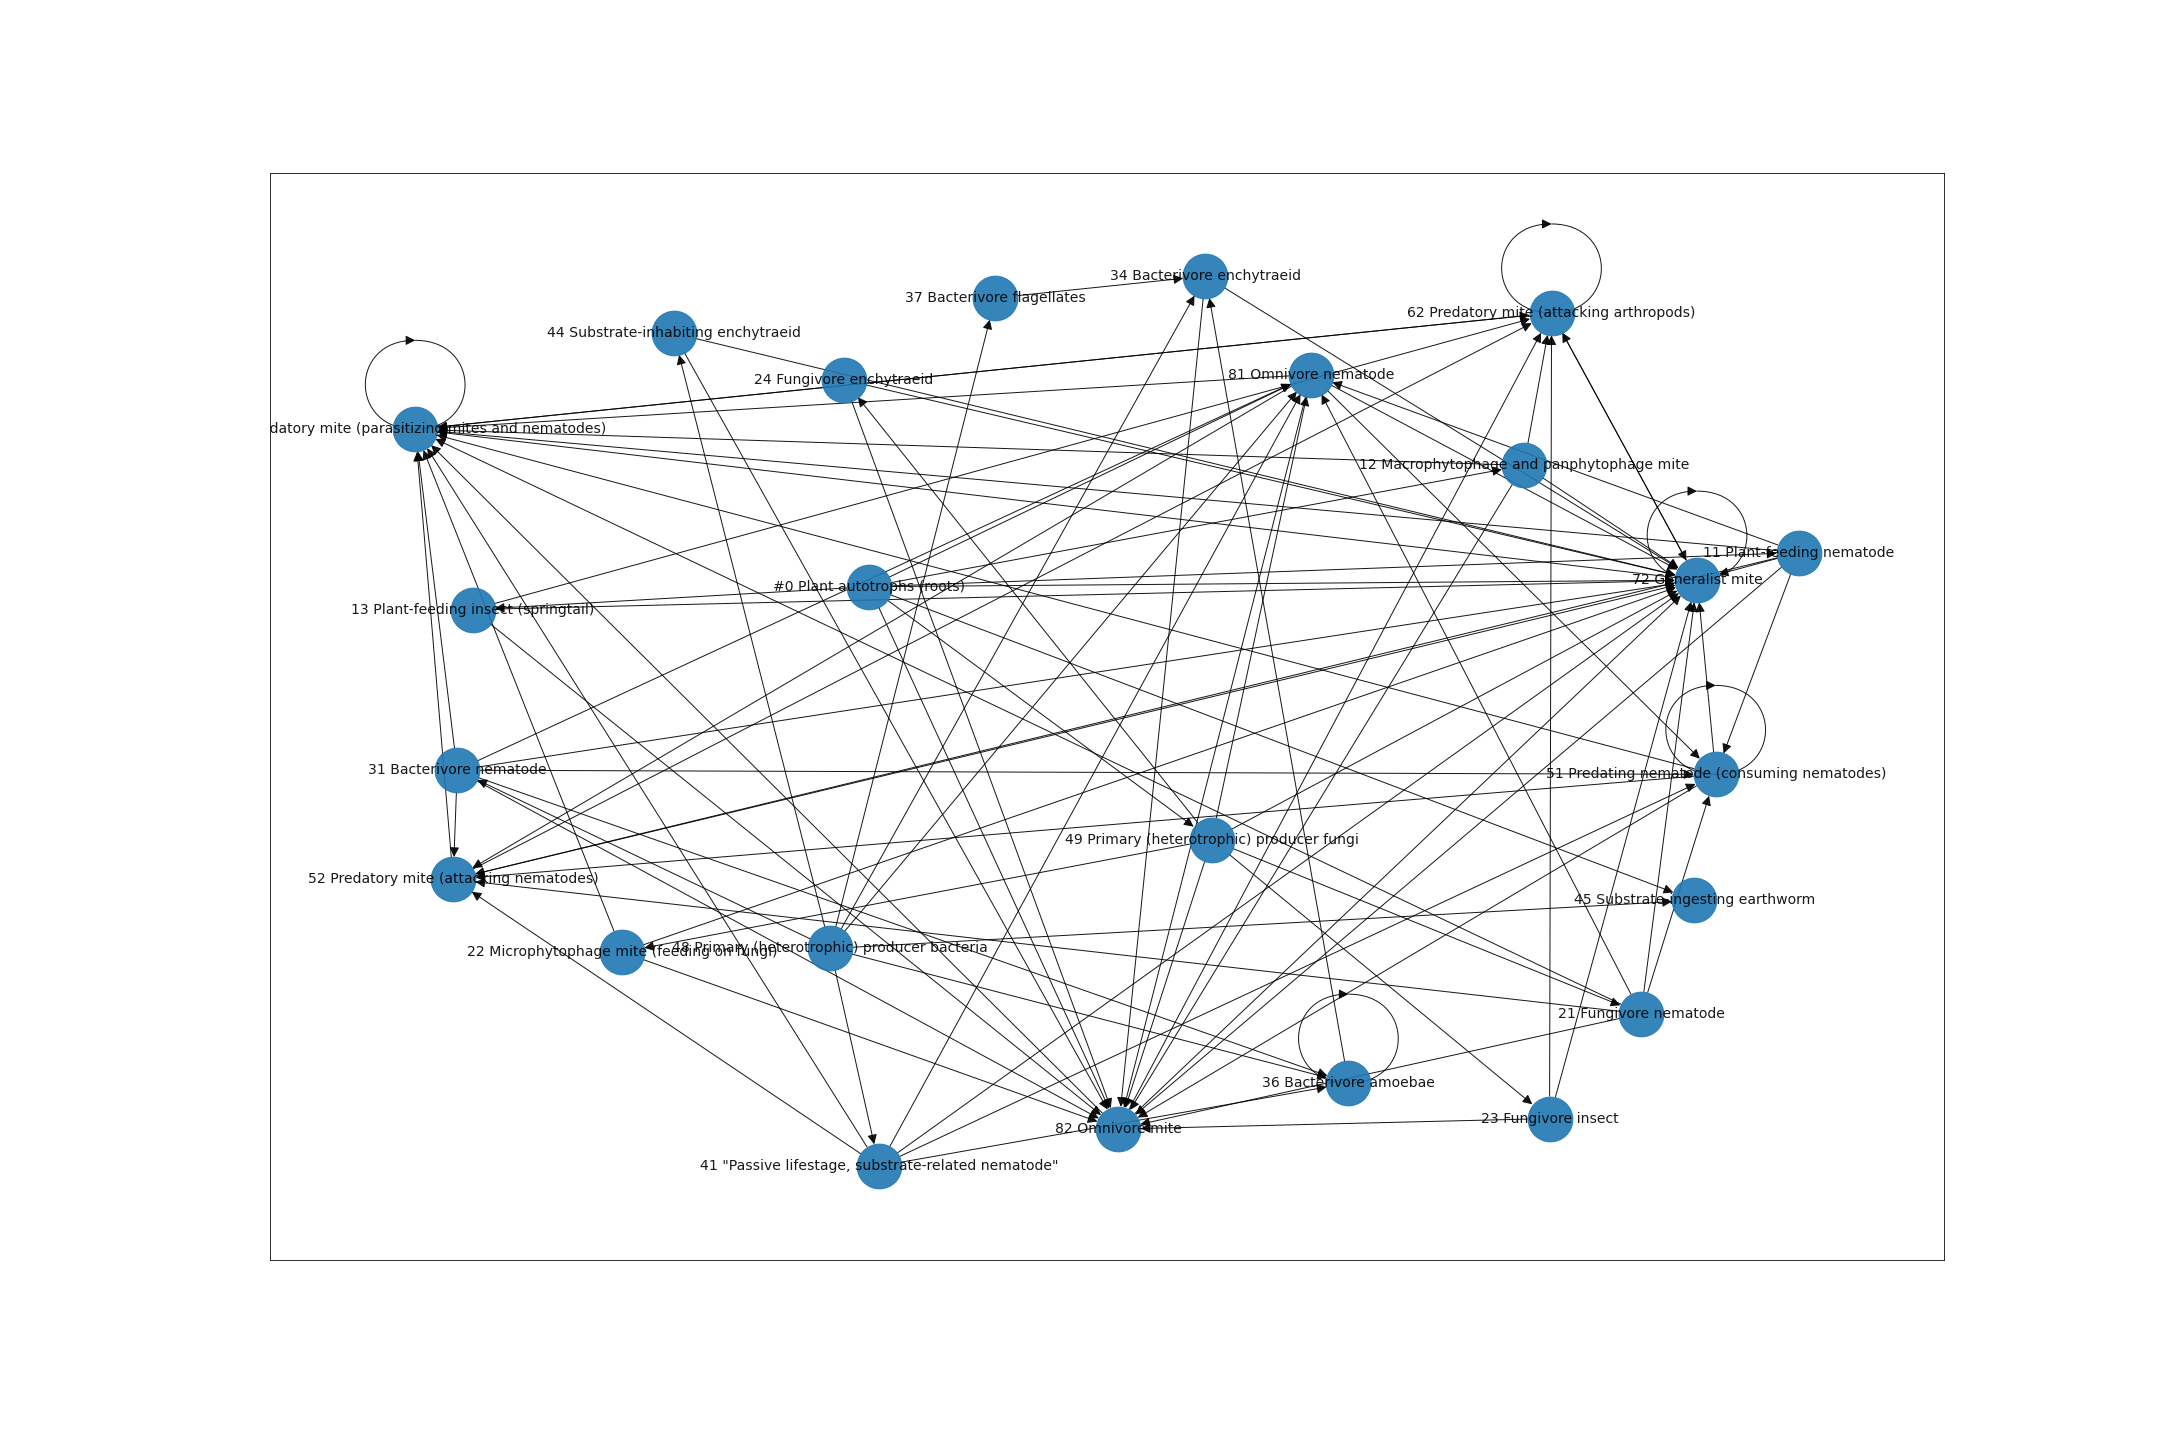 34 Bacterivore enchytraeid
37 Bacterivore flagellates
62 Predatory mite (attacking arthropods)
44 Substrate-inhabiting enchytraeid
24 Fungivore enchytraeid
81 Omnivore nematode
datory mite (parasitizing mites and nematodes)
12 Macrophytophage and panphytophage mite
11 Plant-feeding nematode
72 Generalist mite
#0 Plant autotrophs (roots)
13 Plant-feeding insect (springtail)
31 Bacterivore nematode
51 Predating nematode (consuming nematodes)
49 Primary (heterotrophic) producer fungi
52 Predatory mite (attacking nematodes)
45 Substrate-ingesting earthworm
48 Primary (heterotrophic) producer bacteria
22 Microphytophage mite (feeding on fungi)
21 Fungivore nematode
36 Bacterivore amoebae
23 Fungivore insect
82 Omnivore mite
41 "Passive lifestage, substrate-related nematode"